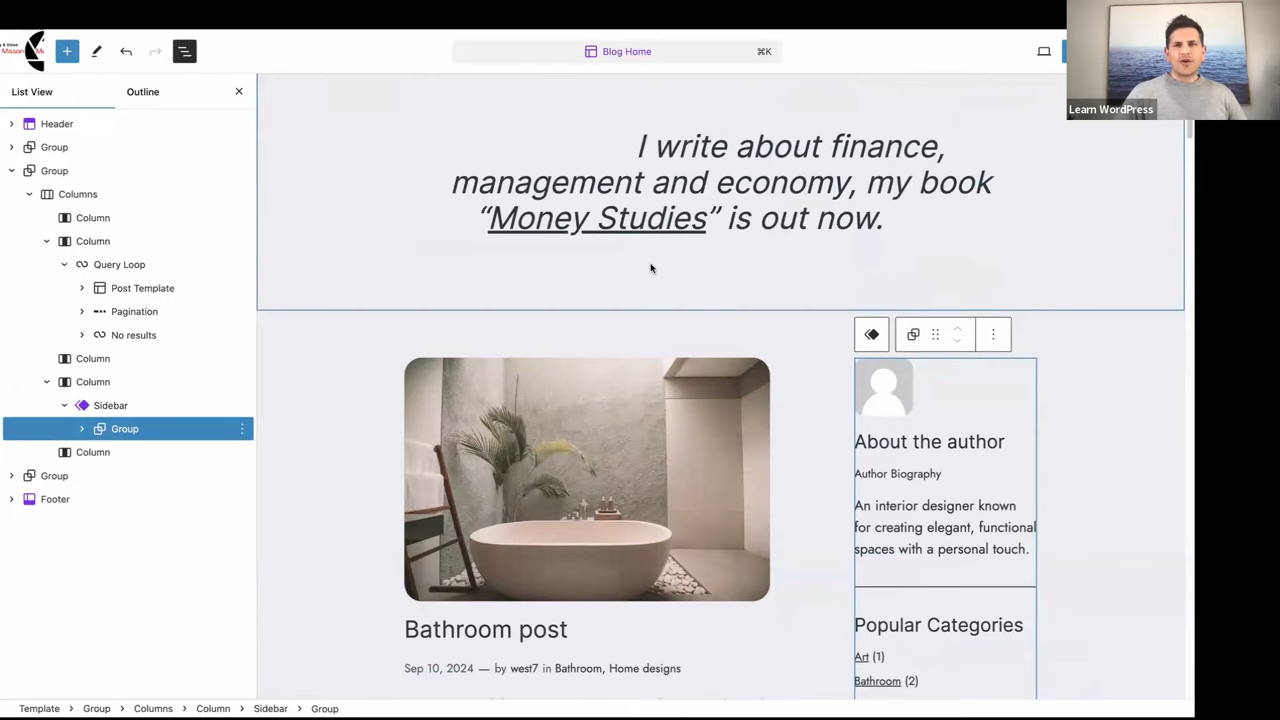 Blog Home
⌘K
Learn WordPress
List View
Outline
Header
Group
Group
Columns
Column
Column
Query Loop
Post Template
Pagination
No results
Column
Column
Sidebar
Group
Column
Group
Footer
I write about finance,
management and economy, my book
“Money Studies” is out now.
About the author
Author Biography
An interior designer known
for creating elegant, functional
spaces with a personal touch.
Bathroom post
Sep 10, 2024 — by west7 in Bathroom, Home designs
Popular Categories
Art (1)
Bathroom (2)
Template > Group > Columns > Column > Sidebar > Group